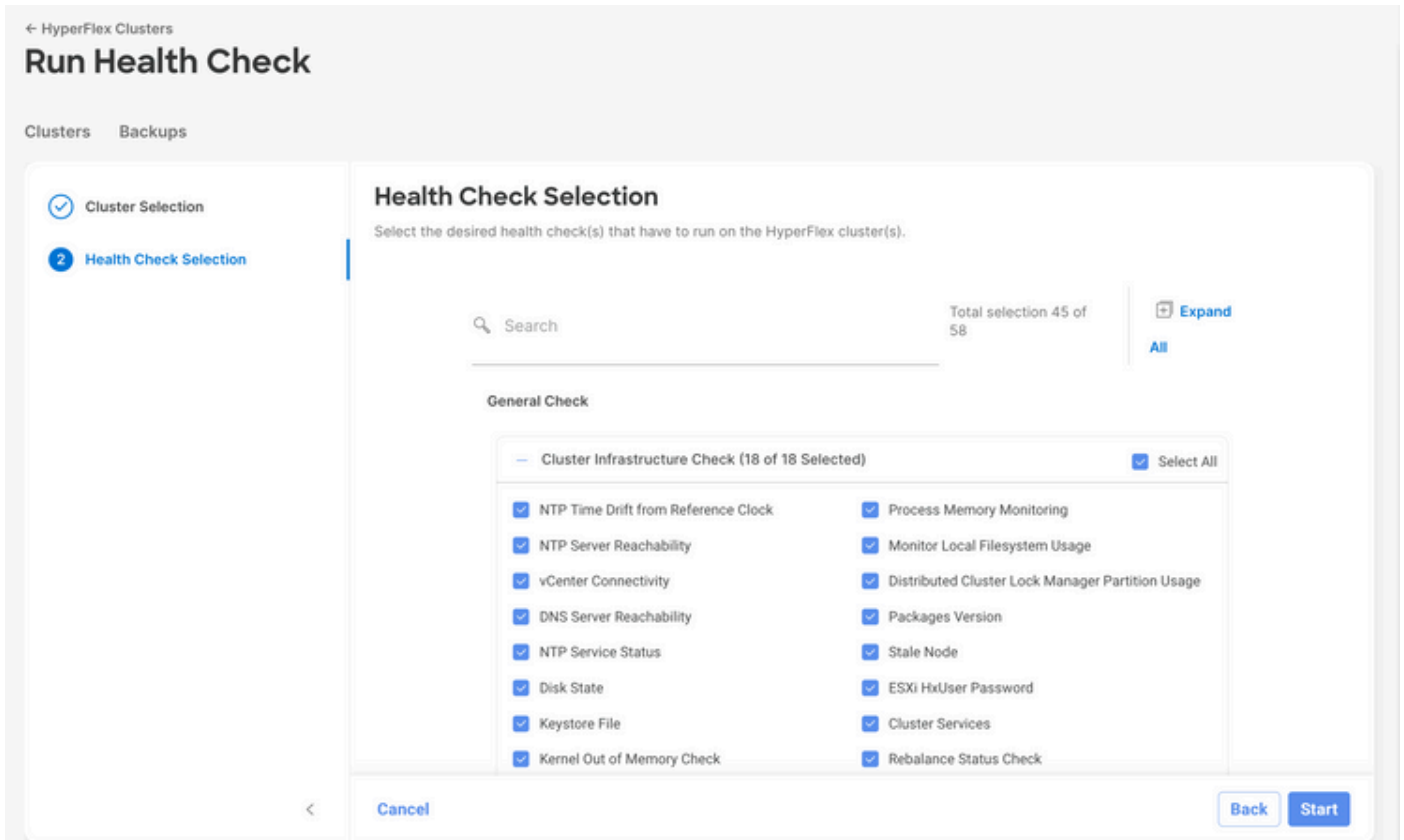 ← HyperFlex Clusters
Run Health Check
Clusters Backups
Cluster Selection
2 Health Check Selection
Health Check Selection
Select the desired health check(s) that have to run on the HyperFlex cluster(s).
Search
Total selection 45 of
58
Expand
All
General Check
Cluster Infrastructure Check (18 of 18 Selected)
Select All
NTP Time Drift from Reference Clock
Process Memory Monitoring
NTP Server Reachability
Monitor Local Filesystem Usage
vCenter Connectivity
Distributed Cluster Lock Manager Partition Usage
DNS Server Reachability
Packages Version
NTP Service Status
Stale Node
Disk State
ESXi HxUser Password
Keystore File
Cluster Services
Kernel Out of Memory Check
Rebalance Status Check
Cancel
Back
Start